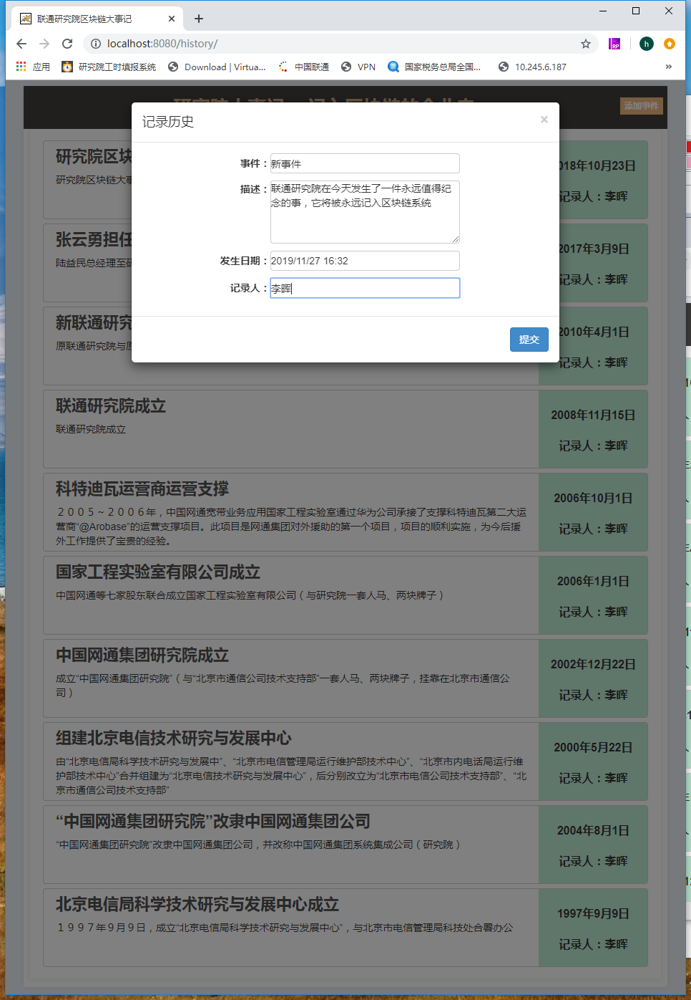 联通研究院区块链大事记
localhost:8080/history/
RP
h
应用
研究院工时填报系统
Download | Virtua...
中国联通
VPN
国家税务总局全国...
10.245.6.187
»
添加事件
记录历史
×
事件：
新事件
描述：
联通研究院在今天发生了一件永远值得纪
念的事，它将被永远记入区块链系统
发生日期：
2019/11/27 16:32
记录人：
李晖
提交
研究院区块
研究院区块链大事
018年10月23日
记录人：李晖
张云勇担任
陆益民总经理至研
2017年3月9日
记录人：李晖
新联通研究
原联通研究院与原
2010年4月1日
记录人：李晖
联通研究院成立
联通研究院成立
2008年11月15日
记录人：李晖
科特迪瓦运营商运营支撑
２００５～２００６年，中国网通宽带业务应用国家工程实验室通过华为公司承接了支撑科特迪瓦第二大运
营商“@Arobase”的运营支撑项目。此项目是网通集团对外援助的第一个项目，项目的顺利实施，为今后援
外工作提供了宝贵的经验。
2006年10月1日
记录人：李晖
国家工程实验室有限公司成立
中国网通等七家股东联合成立国家工程实验室有限公司（与研究院一套人马、两块牌子）
2006年1月1日
记录人：李晖
中国网通集团研究院成立
成立“中国网通集团研究院”（与“北京市通信公司技术支持部”一套人马、两块牌子，挂靠在北京市通信公
司）
2002年12月22日
记录人：李晖
组建北京电信技术研究与发展中心
由“北京电信局科学技术研究与发展中”、“北京市电信管理局运行维护部技术中心”、“北京市内电话局运行维
护部技术中心”合并组建为“北京电信技术研究与发展中心”，后分别改立为“北京市电信公司技术支持部”、“北
京市通信公司技术支持部”
2000年5月22日
记录人：李晖
“中国网通集团研究院”改隶中国网通集团公司
“中国网通集团研究院”改隶中国网通集团公司，并改称中国网通集团系统集成公司（研究院）
2004年8月1日
记录人：李晖
北京电信局科学技术研究与发展中心成立
１９９７年９月９日，成立“北京电信局科学技术研究与发展中心”，与北京市电信管理局科技处合署办公
1997年9月9日
记录人：李晖